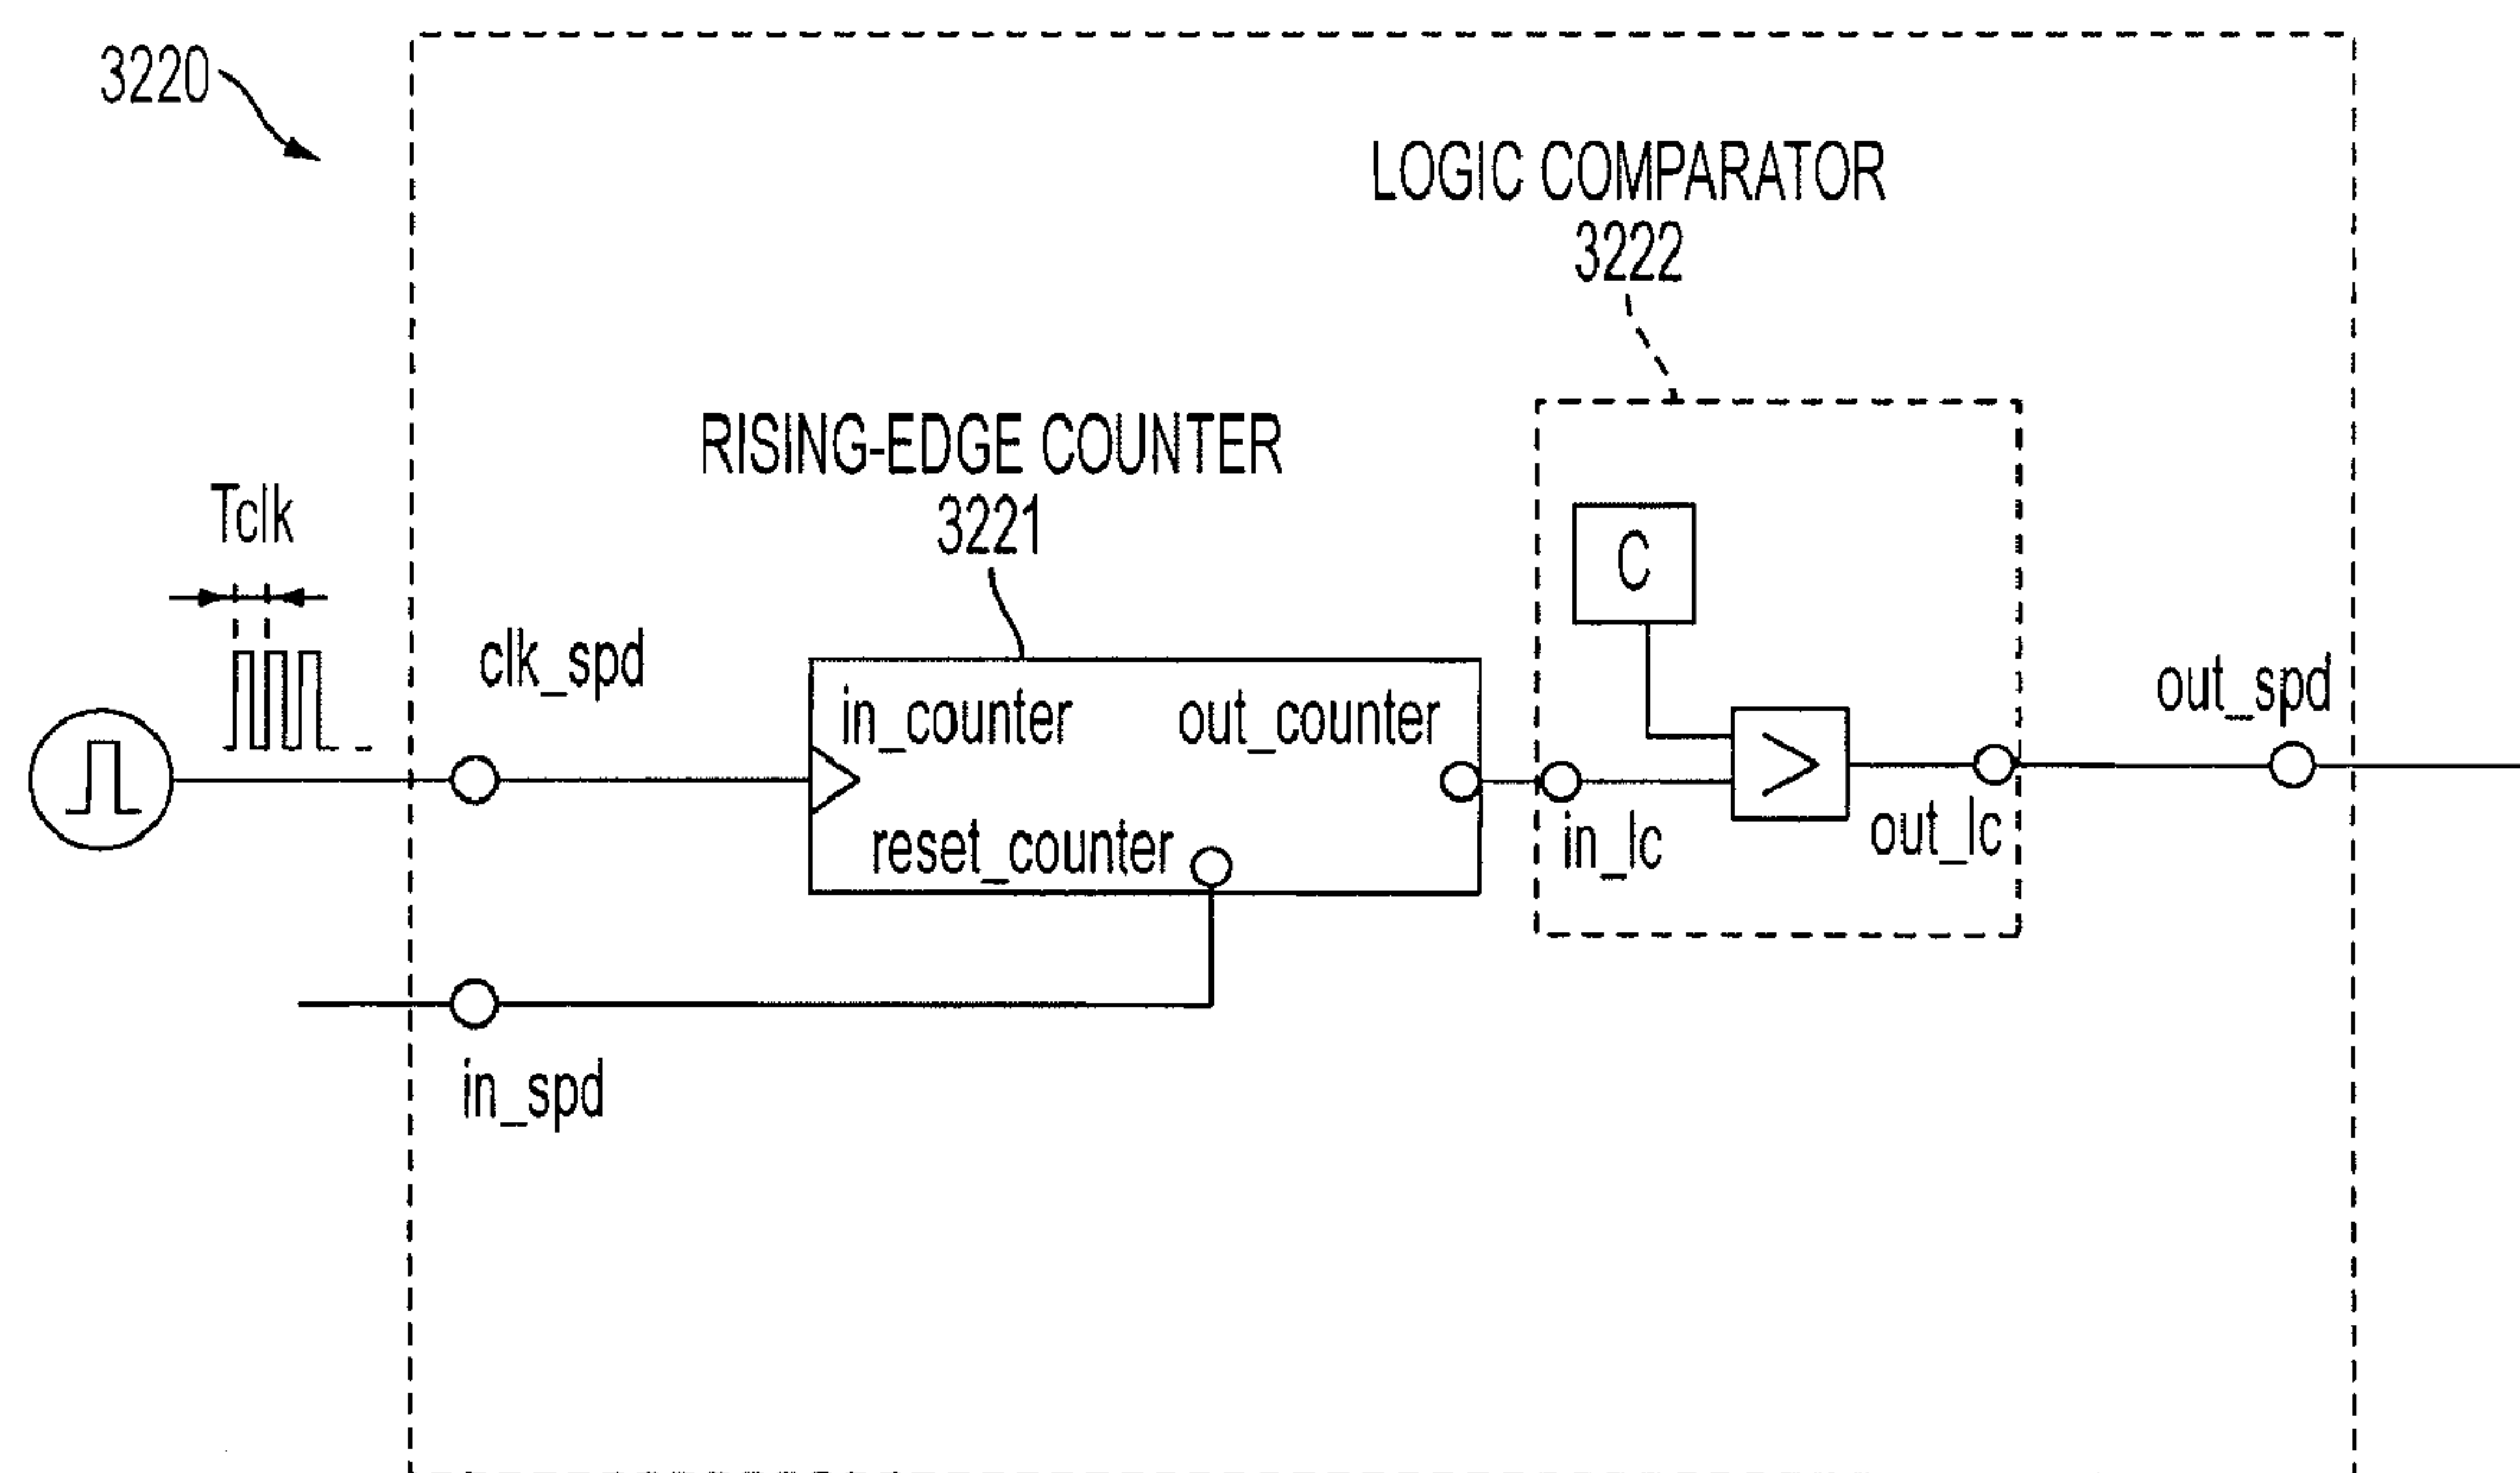 3220
LOGIC COMPARATOR
3222
RISING-EDGE COUNTER
3221
Tclk
C
clk_spd
in_counter
out_counter
out_spd
reset_counter
in_lc
out_lc
in_spd